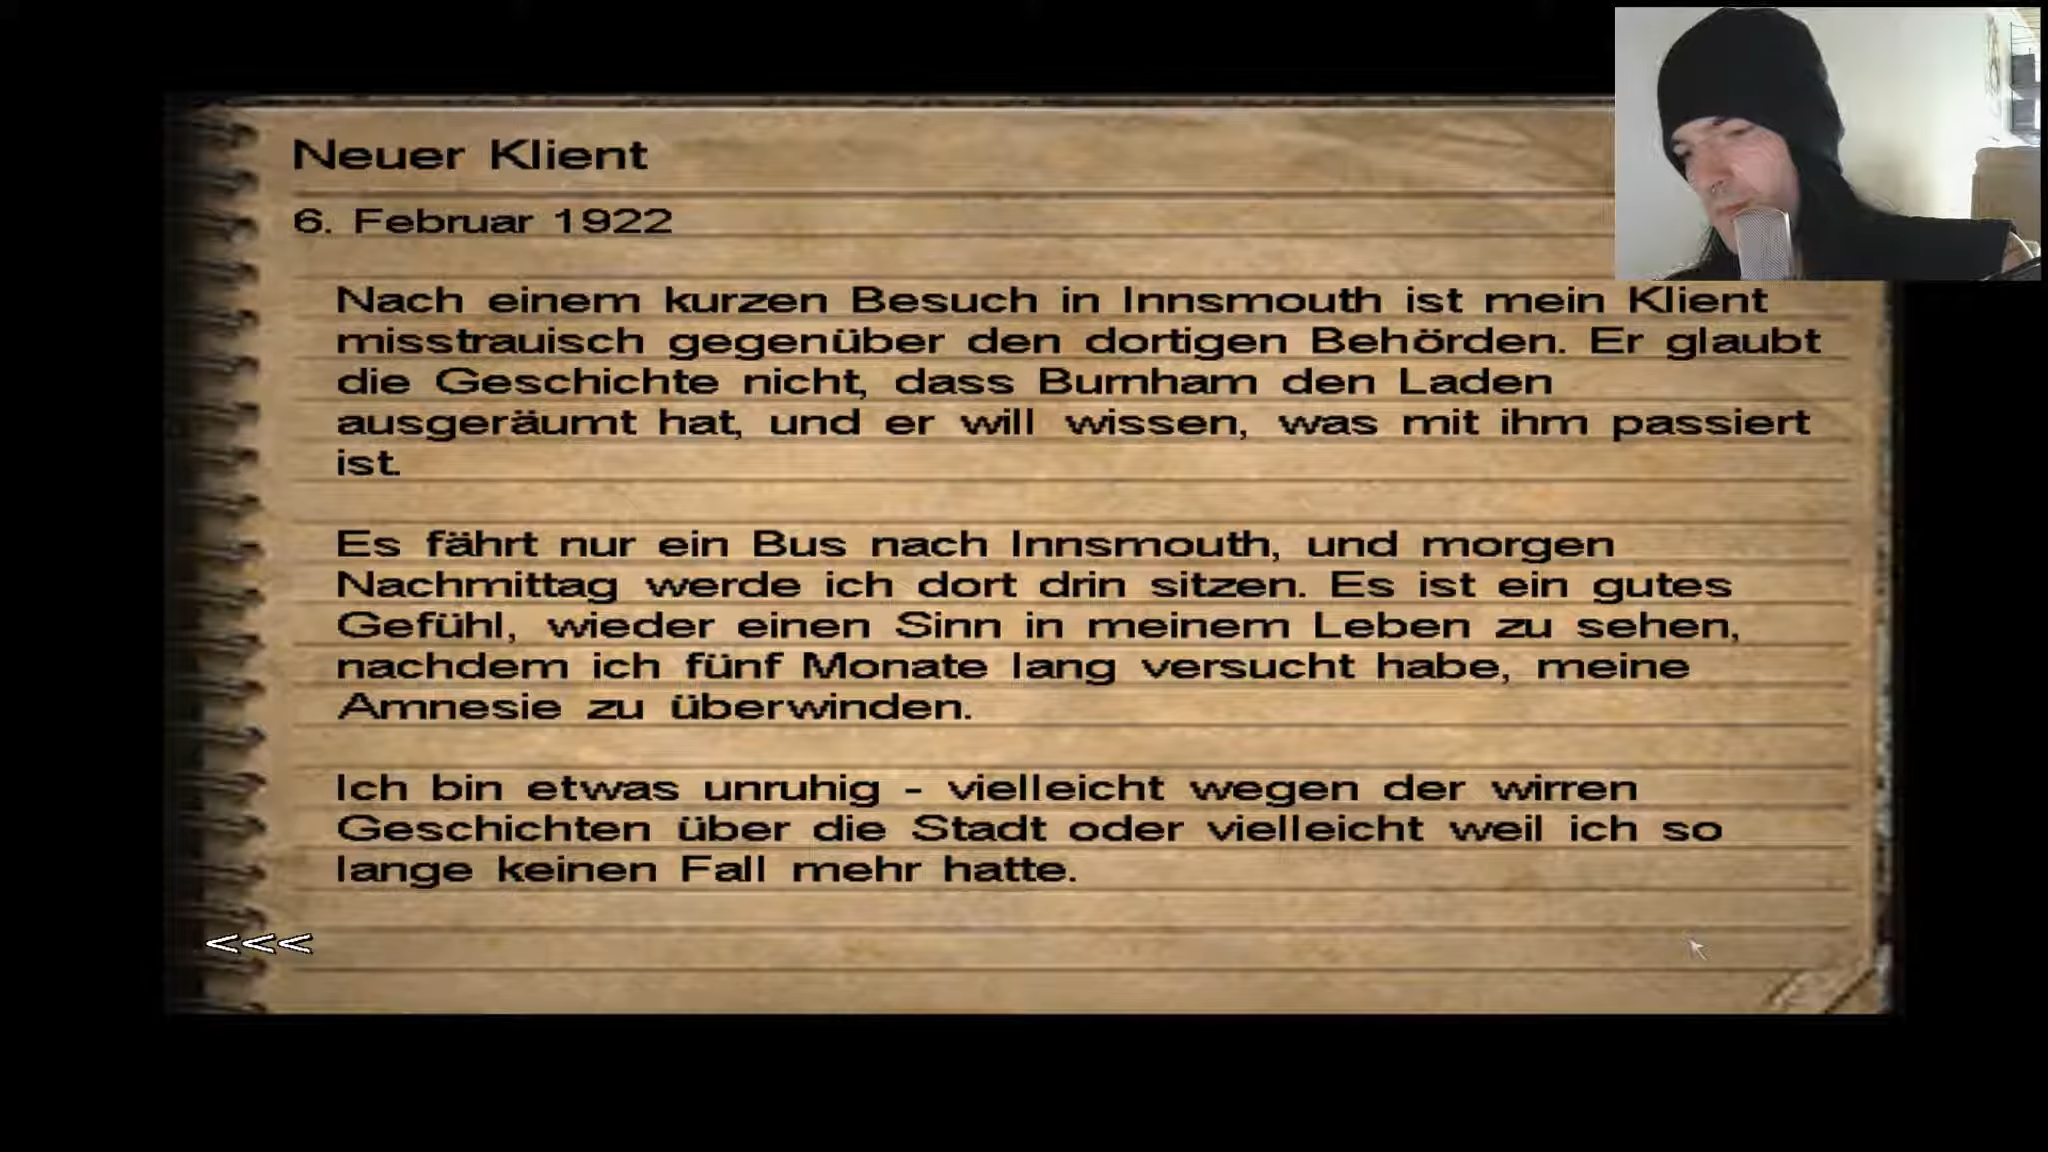 Neuer Klient
6. Februar 1922
Nach einem kurzen Besuch in Innsmouth ist mein Klient
misstrauisch gegenüber den dortigen Behörden. Er glaubt
die Geschichte nicht, dass Burnham den Laden
ausgeräumt hat, und er will wissen, was mit ihm passiert
ist.
Es fährt nur ein Bus nach Innsmouth, und morgen
Nachmittag werde ich dort drin sitzen. Es ist ein gutes
Gefühl, wieder einen Sinn in meinem Leben zu sehen,
nachdem ich fünf Monate lang versucht habe, meine
Amnesie zu überwinden.
Ich bin etwas unruhig - vielleicht wegen der wirren
Geschichten über die Stadt oder vielleicht weil ich so
lange keinen Fall mehr hatte.
<<<